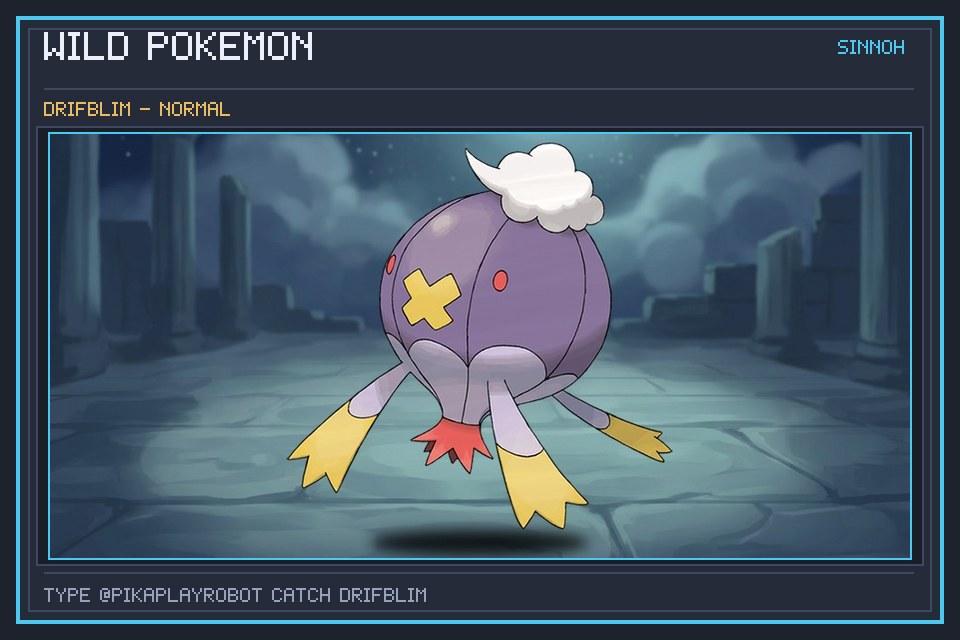 WILD POKEMON
SINNOH
DRIFBLIM - NORMAL
TYPE @PIKAPLAYROBOT CATCH DRIFBLIM